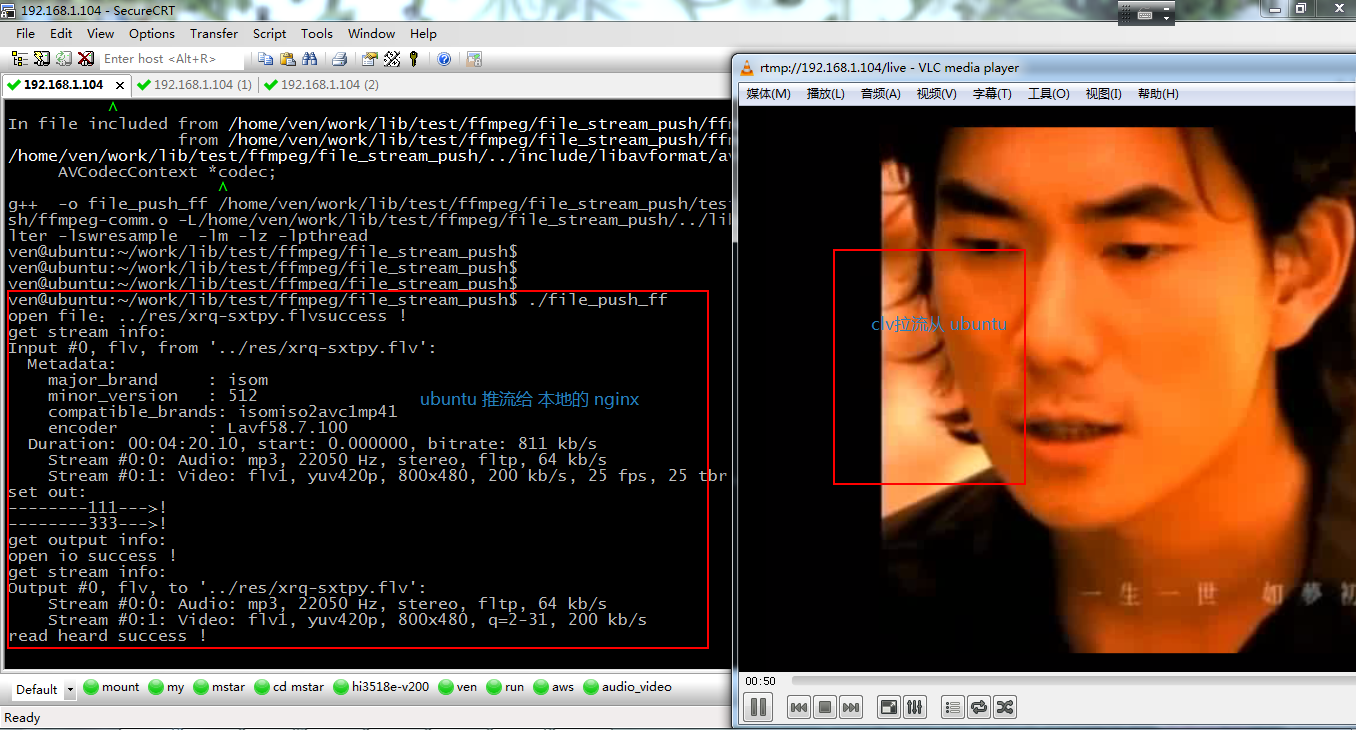 192.168.1.104 - SecureCRT
File Edit View Options Transfer Script Tools Window Help
Enter host <Alt+R>
192.168.1.104 192.168.1.104 (1) 192.168.1.104 (2)
^
In file included from /home/ven/work/lib/test/ffmpeg/file_stream_push/ffm
from /home/ven/work/lib/test/ffmpeg/file_stream_push/ffm
/home/ven/work/lib/test/ffmpeg/file_stream_push/../include/libavformat/av
AVCodecContext *codec;
^
g++ -o file_push_ff /home/ven/work/lib/test/ffmpeg/file_stream_push/test
sh/ffmpeg-comm.o -L/home/ven/work/lib/test/ffmpeg/file_stream_push/../lib
lter -lswresample -lm -lz -lpthread
ven@ubuntu:~/work/lib/test/ffmpeg/file_stream_push$
ven@ubuntu:~/work/lib/test/ffmpeg/file_stream_push$
ven@ubuntu:~/work/lib/test/ffmpeg/file_stream_push$
ven@ubuntu:~/work/lib/test/ffmpeg/file_stream_push$ ./file_push_ff
open file: ../res/xrq-sxtpy.flvsuccess !
get stream info:
Input #0, flv, from '../res/xrq-sxtpy.flv':
Metadata:
major_brand : isom
minor_version : 512
compatible_brands: isomiso2avc1mp41
encoder : Lavf58.7.100
Duration: 00:04:20.10, start: 0.000000, bitrate: 811 kb/s
Stream #0:0: Audio: mp3, 22050 Hz, stereo, fltp, 64 kb/s
Stream #0:1: Video: flv1, yuv420p, 800x480, 200 kb/s, 25 fps, 25 tbr
set out:
--------111--->!
--------333--->!
get output info:
open io success !
get stream info:
Output #0, flv, to '../res/xrq-sxtpy.flv':
Stream #0:0: Audio: mp3, 22050 Hz, stereo, fltp, 64 kb/s
Stream #0:1: Video: flv1, yuv420p, 800x480, q=2-31, 200 kb/s
read heard success !
ubuntu 推流给 本地的 nginx
Default mount my mstar cd mstar hi3518e-v200 ven run aws audio_video
Ready
rtmp://192.168.1.104/live - VLC media player
媒体(M) 播放(L) 音频(A) 视频(V) 字幕(T) 工具(O) 视图(I) 帮助(H)
clv拉流从 ubuntu
一生一世 如夢初
00:50